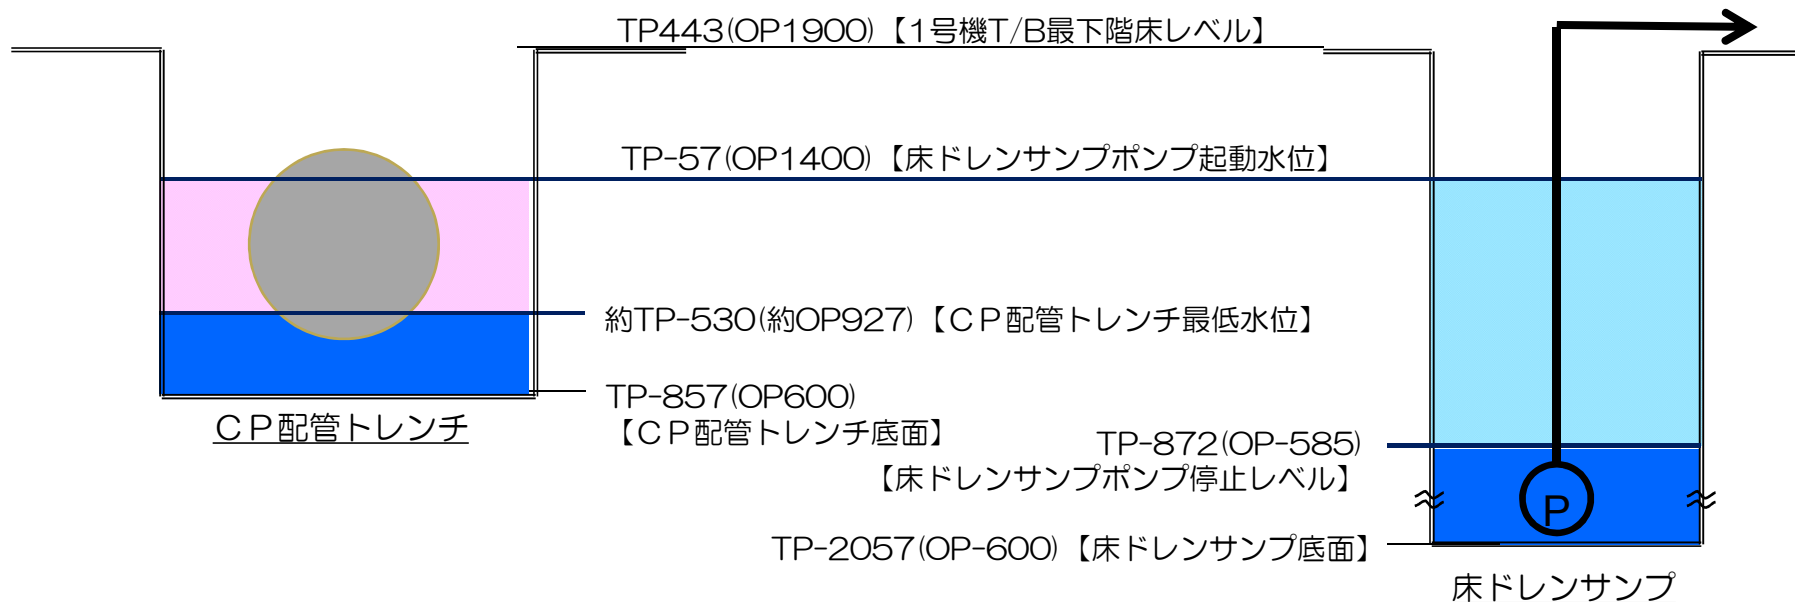 TP443(OP1900)【1号機T/B最下階床レベル】
TP-57(OP1400)【床ドレンサンプポンプ起動水位】
約TP-530(約OP927)【CP配管トレンチ最低水位】
TP-857(OP600)
【CP配管トレンチ底面】
CP配管トレンチ
TP-872(OP-585)
【床ドレンサンプポンプ停止レベル】
P
TP-2057(OP-600)【床ドレンサンプ底面】
床ドレンサンプ